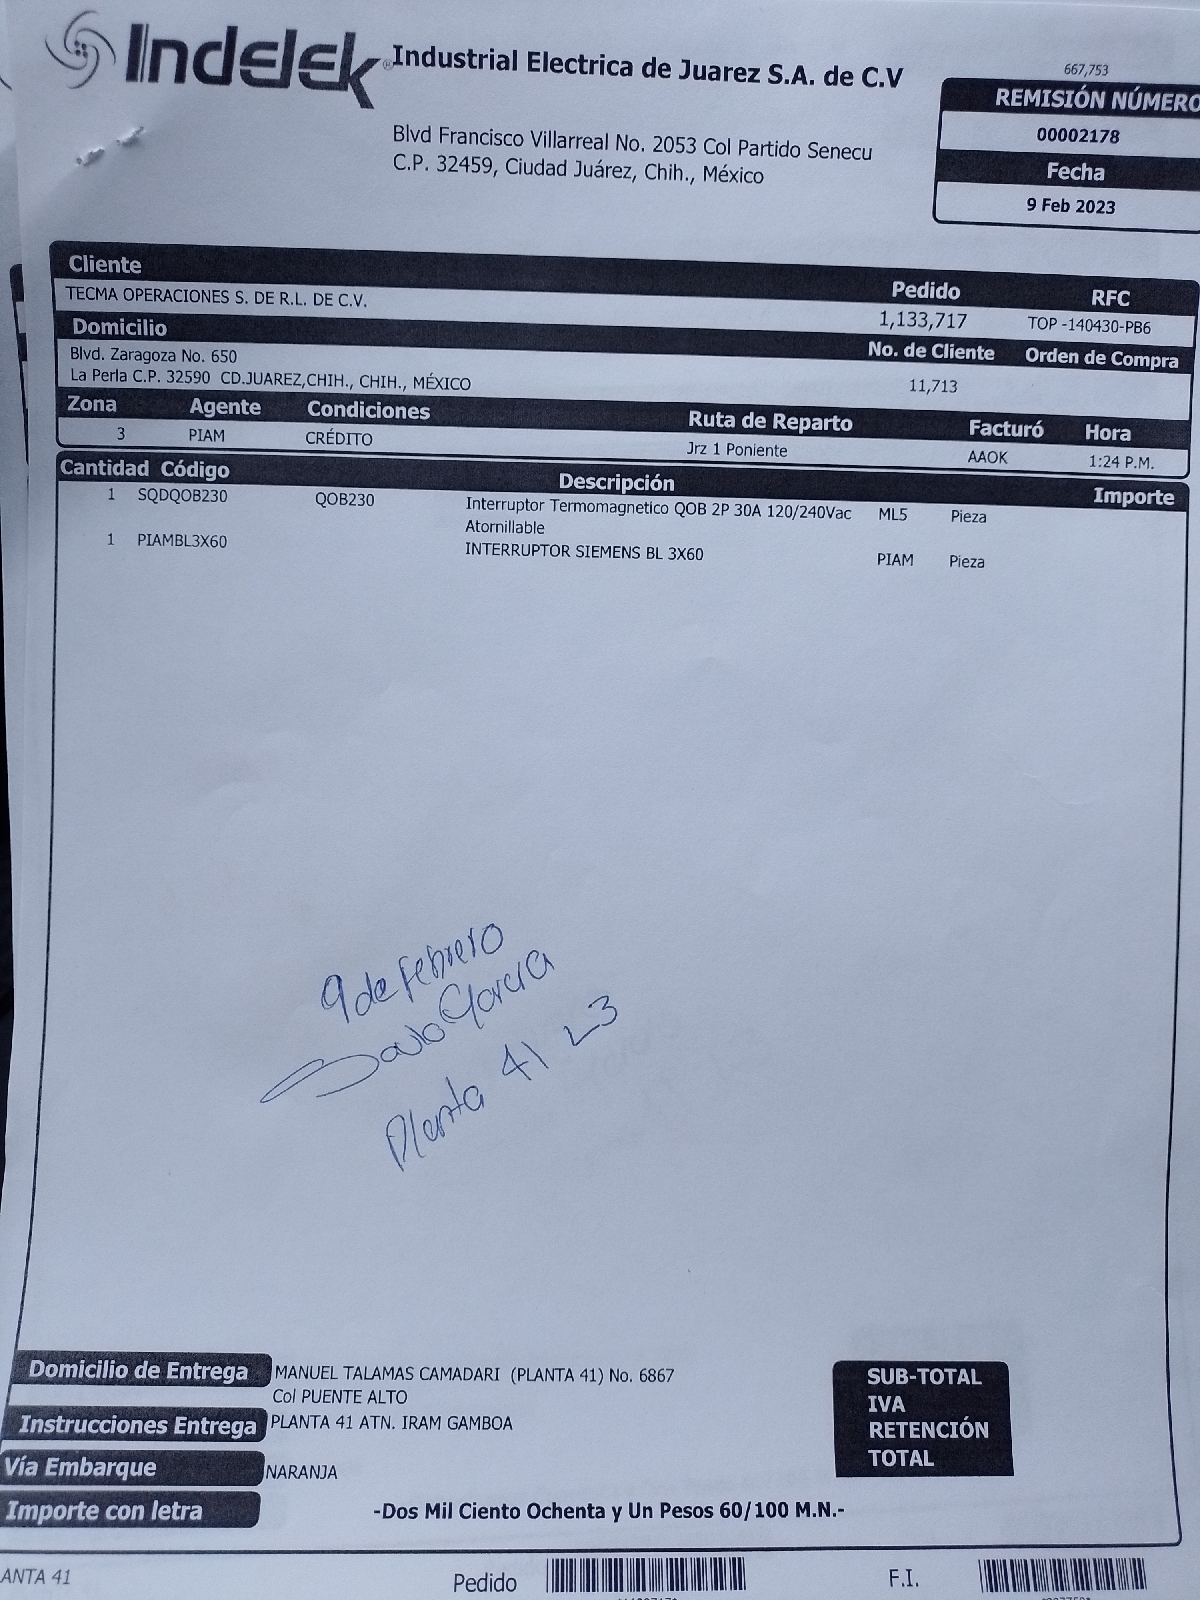 Indelek® Industrial Electrica de Juarez S.A. de C.V
667,753
REMISIÓN NÚMERO
00002178
Fecha
9 Feb 2023
Blvd Francisco Villarreal No. 2053 Col Partido Senecu
C.P. 32459, Ciudad Juárez, Chih., México
Cliente Pedido RFC
TECMA OPERACIONES S. DE R.L. DE C.V. 1,133,717 TOP -140430-PB6
Domicilio No. de Cliente Orden de Compra
Blvd. Zaragoza No. 650
La Perla C.P. 32590 CD.JUAREZ,CHIH., CHIH., MÉXICO 11,713
Zona Agente Condiciones Ruta de Reparto Facturó Hora
3 PIAM CRÉDITO Jrz 1 Poniente AAOK 1:24 P.M.
Cantidad Código Descripción Importe
1 SQDQOB230 QOB230 Interruptor Termomagnetico QOB 2P 30A 120/240Vac ML5 Pieza
Atornillable
1 PIAMBL3X60 INTERRUPTOR SIEMENS BL 3X60 PIAM Pieza
9 de febrero
Garcia
Planta 41 L3
Domicilio de Entrega MANUEL TALAMAS CAMADARI (PLANTA 41) No. 6867
Col PUENTE ALTO
Instrucciones Entrega PLANTA 41 ATN. IRAM GAMBOA
Vía Embarque NARANJA
Importe con letra -Dos Mil Ciento Ochenta y Un Pesos 60/100 M.N.-
SUB-TOTAL
IVA
RETENCIÓN
TOTAL
ANTA 41 Pedido F.I.